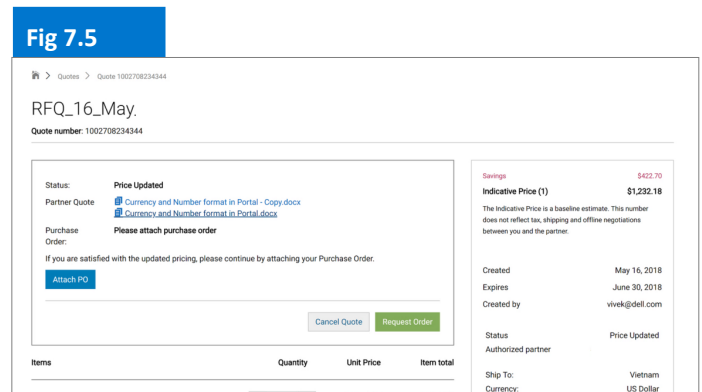 Fig 7.5
Quotes > Quote 1002708234344
RFQ_16_May.
Quote number: 1002708234344
Status: Price Updated
Partner Quote Currency and Number format in Portal - Copy.docx
Currency and Number format in Portal.docx
Purchase Order: Please attach purchase order
If you are satisfied with the updated pricing, please continue by attaching your Purchase Order.
Attach PO
Cancel Quote Request Order
Items Quantity Unit Price Item total
Savings $422.70
Indicative Price (1) $1,232.18
The Indicative Price is a baseline estimate. This number
does not reflect tax, shipping and offline negotiations
between you and the partner.
Created May 16, 2018
Expires June 30, 2018
Created by vivek@dell.com
Status Price Updated
Authorized partner
Ship To: Vietnam
Currency: US Dollar